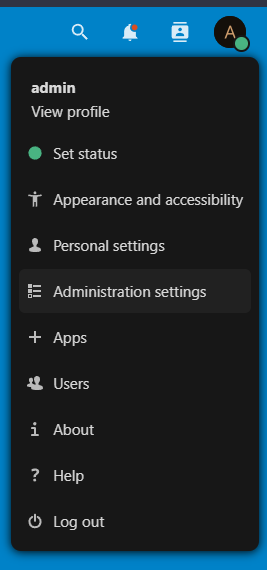 A
admin
View profile
Set status
Appearance and accessibility
Personal settings
Administration settings
Apps
Users
About
Help
Log out